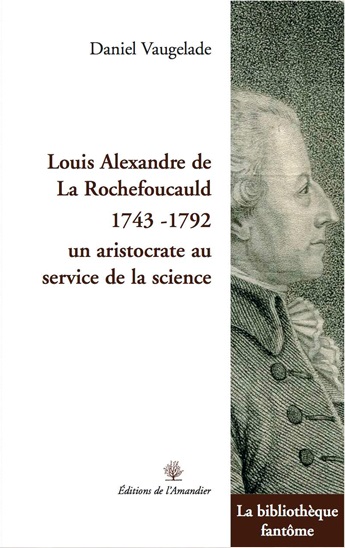 Daniel Vaugelade
Louis Alexandre de
La Rochefoucauld
1743 -1792
un aristocrate au
service de la science
Éditions de l'Amandier
La bibliothèque
fantôme